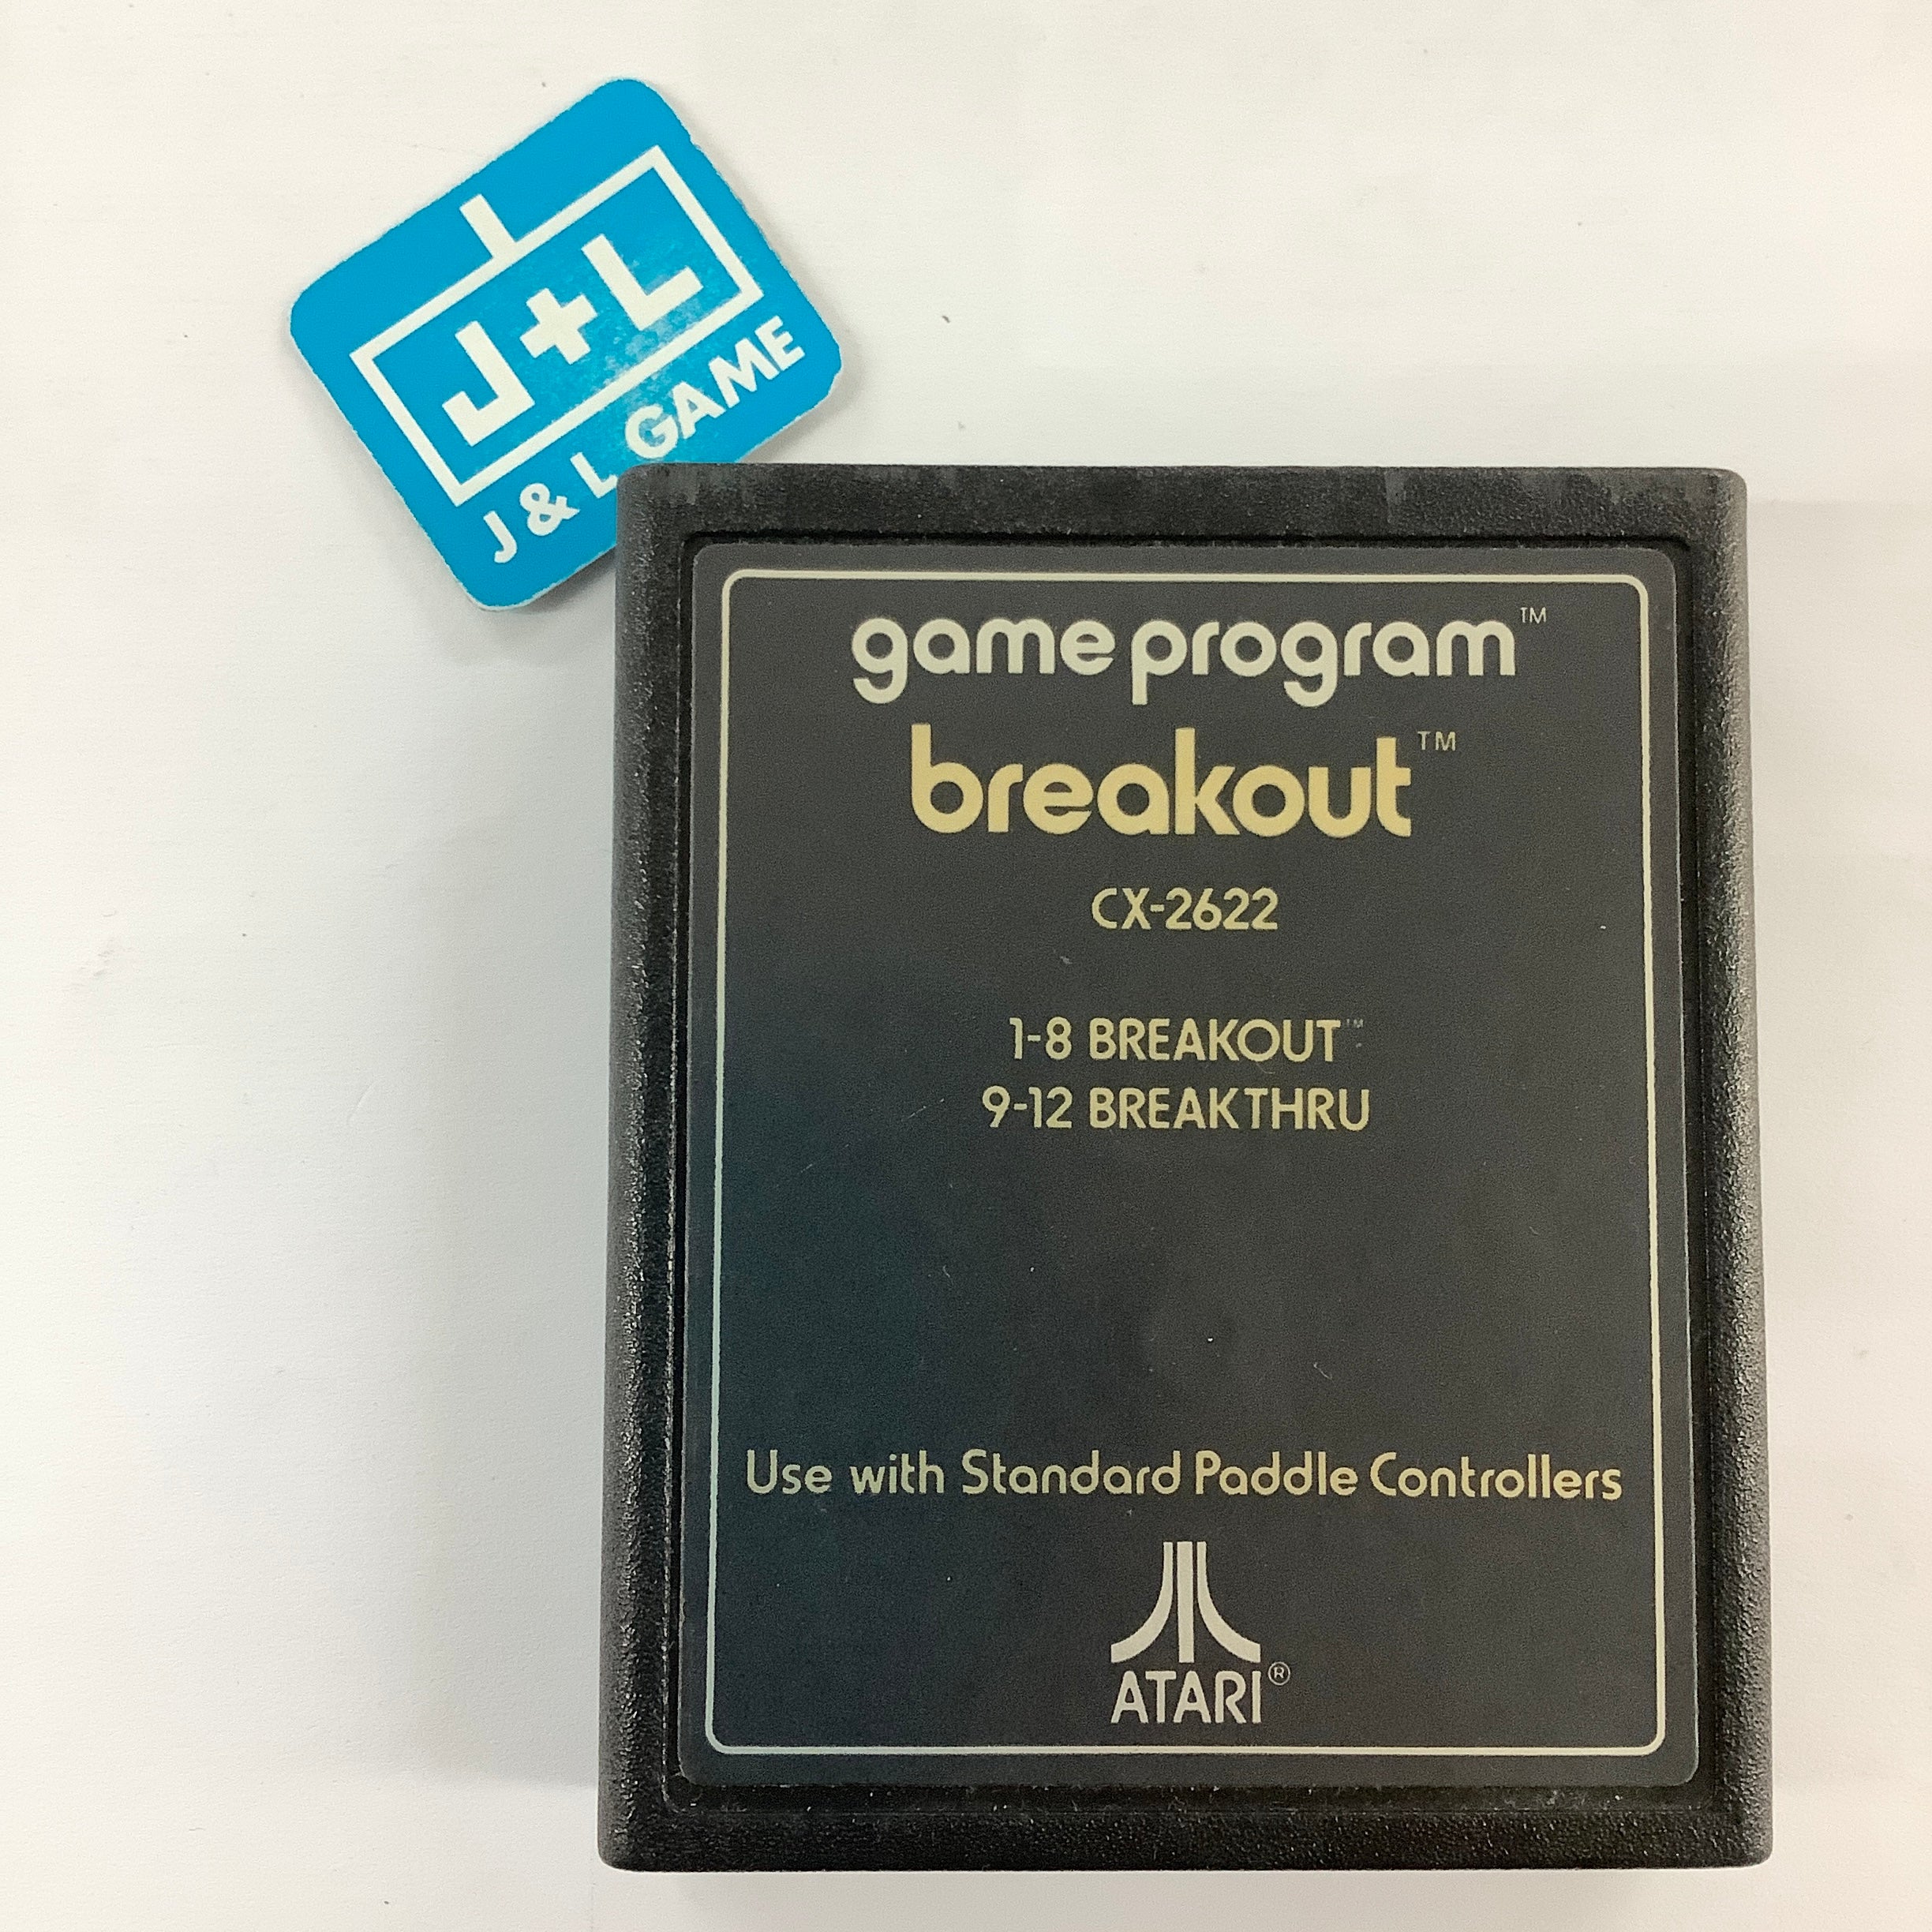 J+L
J & L GAME
game program™
breakout™
CX-2622
1-8 BREAKOUT™
9-12 BREAKTHRU
Use with Standard Paddle Controllers
ATARI®